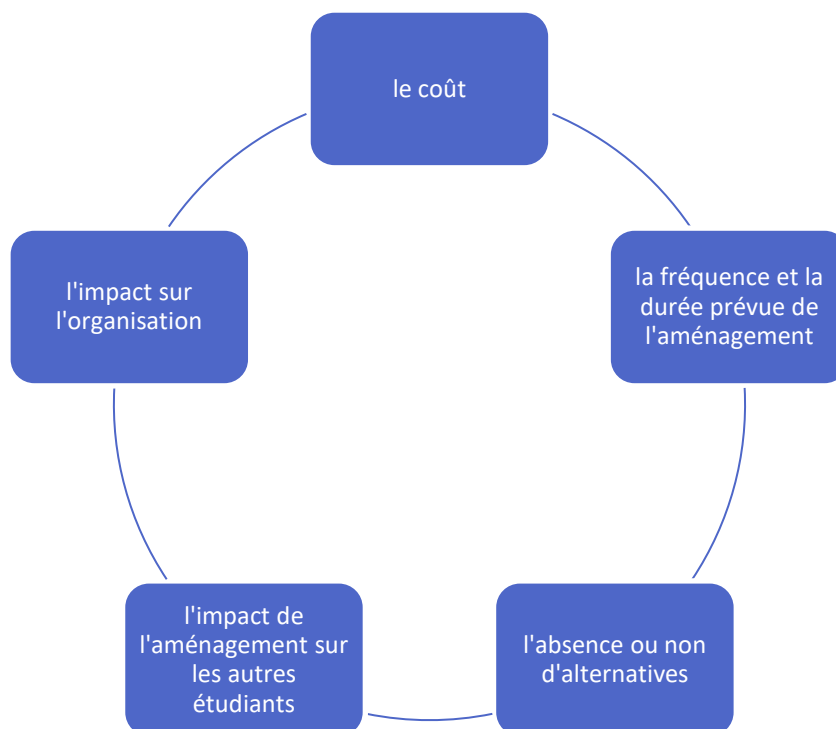 le coût
la fréquence et la
durée prévue de
l'aménagement
l'absence ou non
d'alternatives
l'impact de
l'aménagement sur
les autres
étudiants
l'impact sur
l'organisation